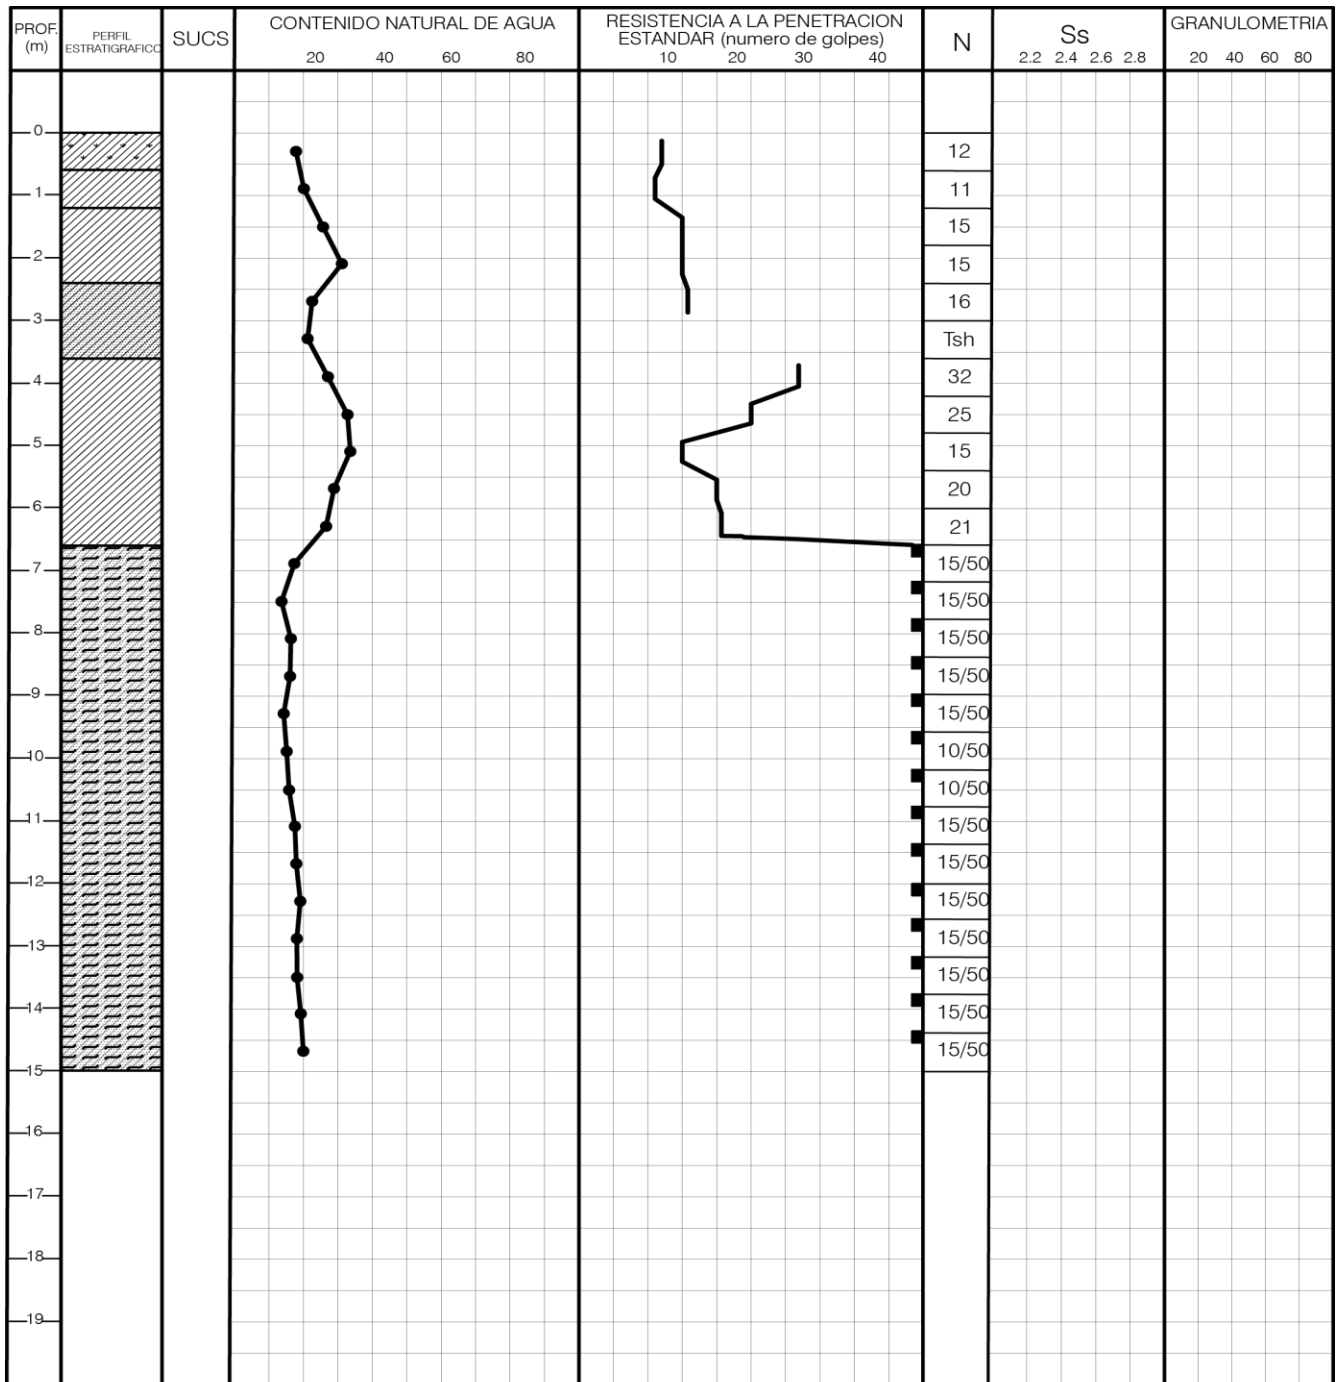 PROF.
(m)
PERFIL
ESTRATIGRAFICO
SUCS
CONTENIDO NATURAL DE AGUA
20 40 60 80
RESISTENCIA A LA PENETRACION
ESTANDAR (numero de golpes)
10 20 30 40
N
Ss
2.2 2.4 2.6 2.8
GRANULOMETRIA
20 40 60 80
0
12
1
11
15
2
15
16
3
Tsh
4
32
25
5
15
20
6
21
7
15/50
15/50
8
15/50
15/50
9
15/50
10
10/50
10/50
11
15/50
15/50
12
15/50
13
15/50
15/50
14
15/50
15/50
15
16
17
18
19